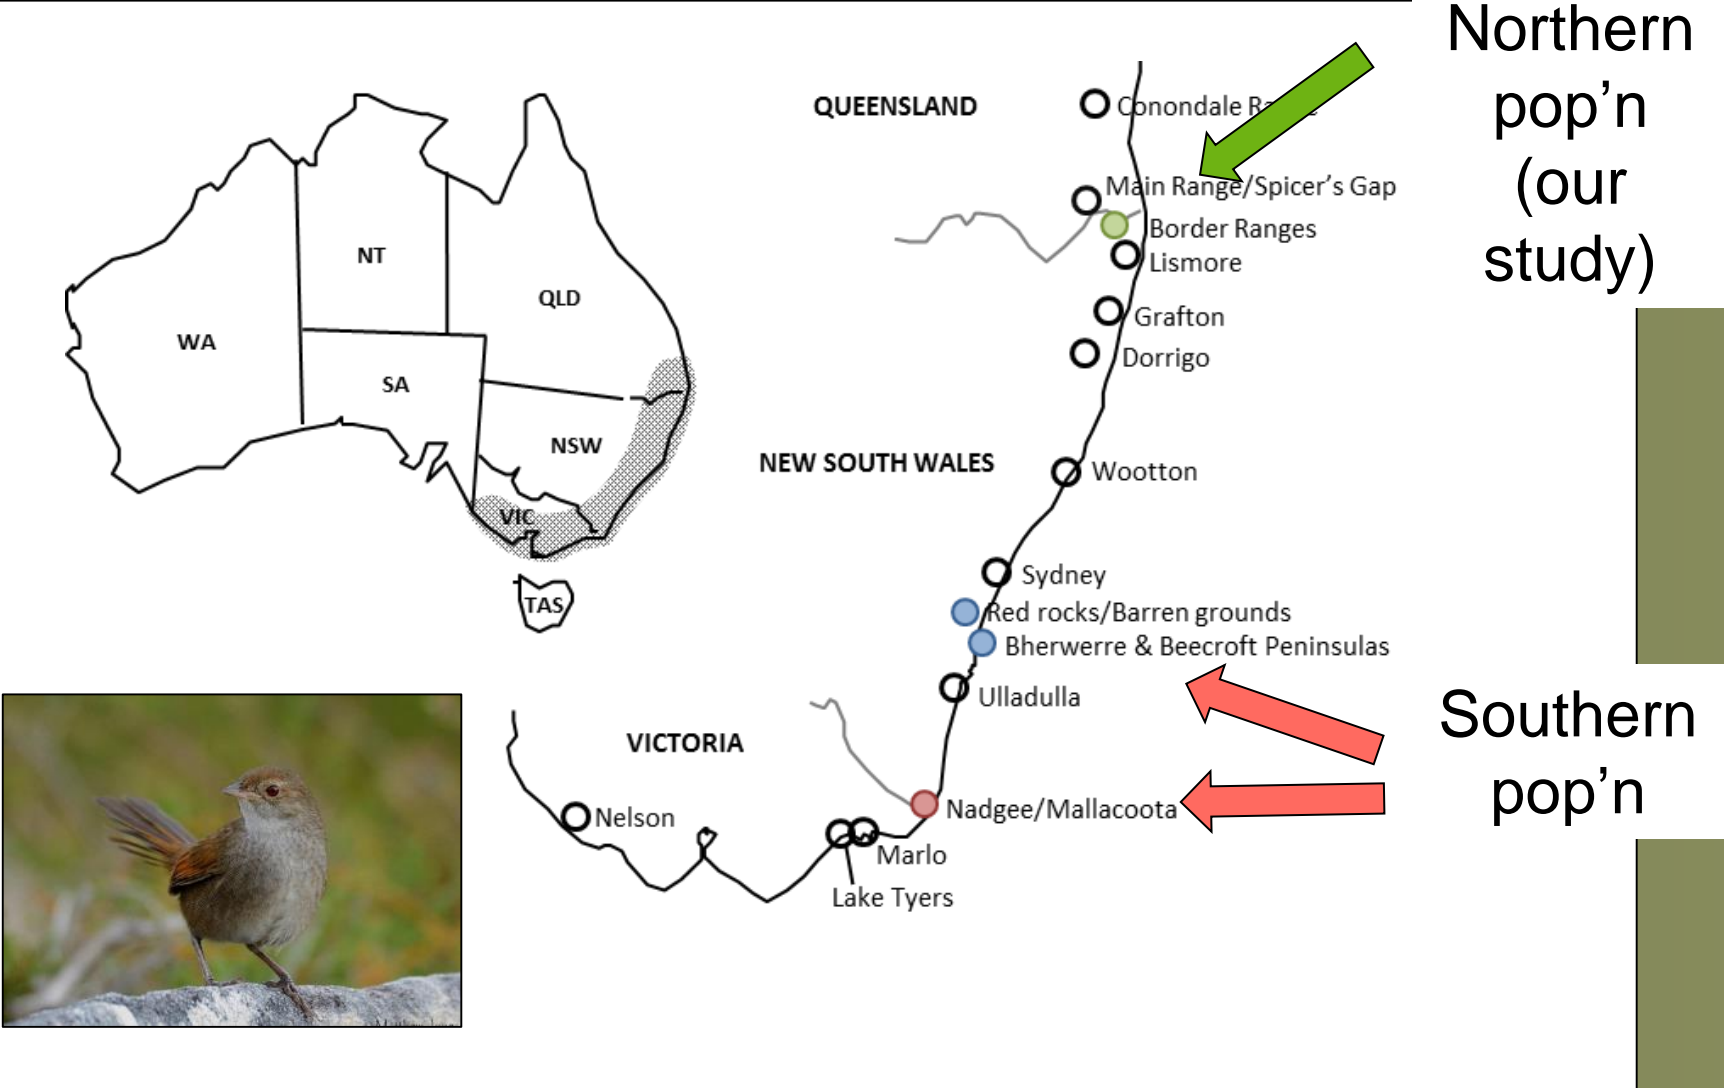 Northern
pop’n
(our
study)
QUEENSLAND
Conondale
Main Range/Spicer’s Gap
Border Ranges
Lismore
Grafton
Dorrigo
NEW SOUTH WALES
Wootton
Sydney
Red rocks/Barren grounds
Bherwerre & Beecroft Peninsulas
Ulladulla
VICTORIA
Nelson
Nadgee/Mallacoota
Marlo
Lake Tyers
Southern
pop’n
NT
QLD
WA
SA
NSW
VIC
TAS